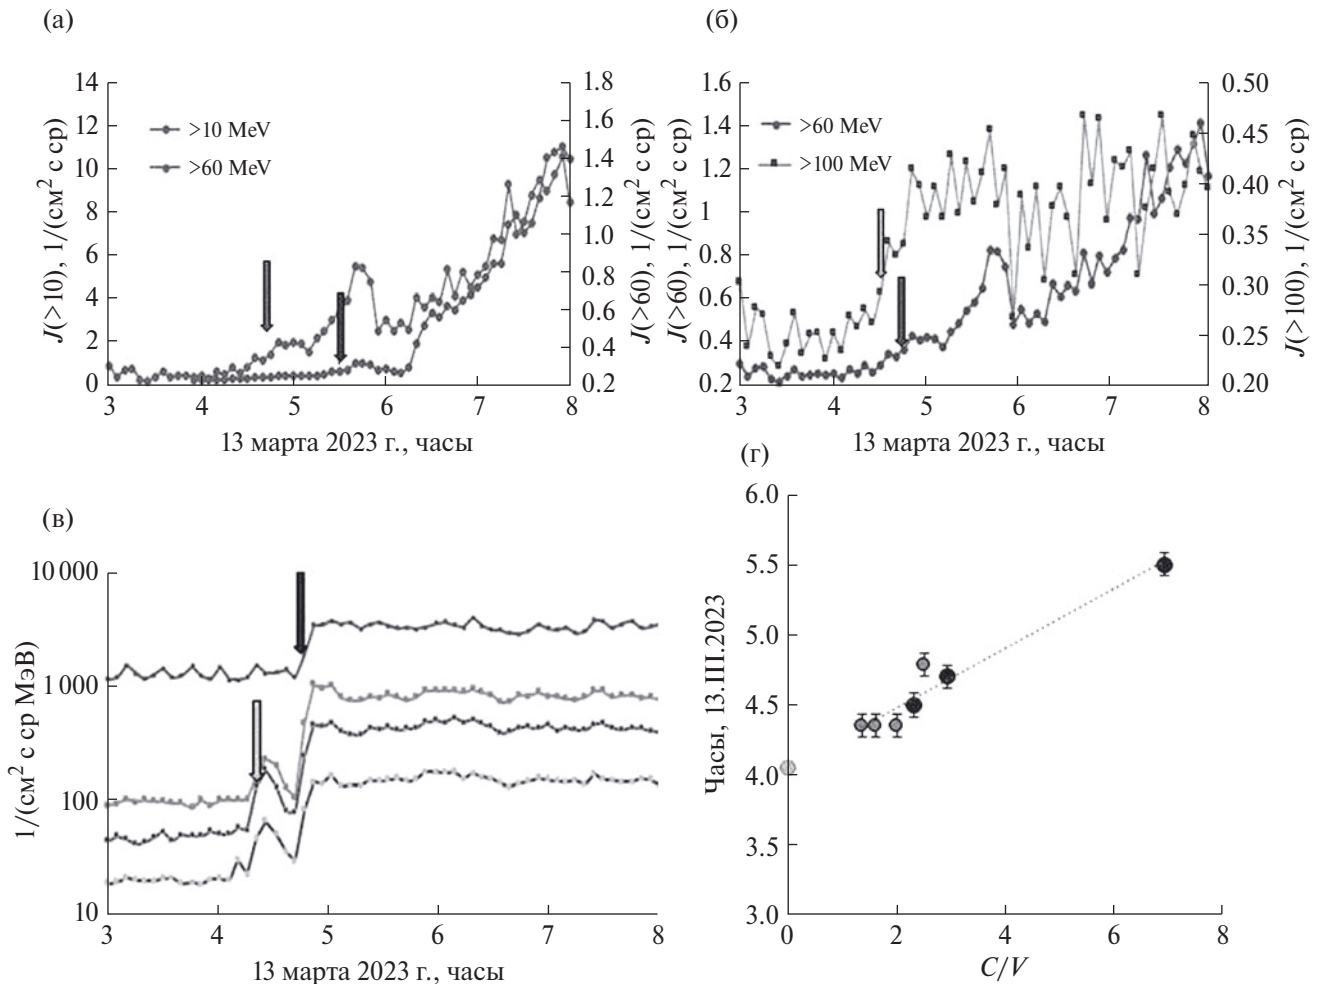 (а)
J(>10), 1/(см² с ср)
14
12
10
8
6
4
2
0
>10 MeV
>60 MeV
1.8
1.6
1.4
1.2
1.0
0.8
0.6
0.4
0.2
J(>60), 1/(см² с ср)
3 4 5 6 7 8
13 марта 2023 г., часы
(б)
J(>60), 1/(см² с ср)
1.6
1.4
1.2
1
0.8
0.6
0.4
0.2
>60 MeV
>100 MeV
0.50
0.45
0.40
0.35
0.30
0.25
0.20
J(>100), 1/(см² с ср)
3 4 5 6 7 8
13 марта 2023 г., часы
(в)
1/(см² с ср МэВ)
10 000
1 000
100
10
3 4 5 6 7 8
13 марта 2023 г., часы
(г)
Часы, 13.III.2023
6.0
5.5
5.0
4.5
4.0
3.5
3.0
0 2 4 6 8
C/V